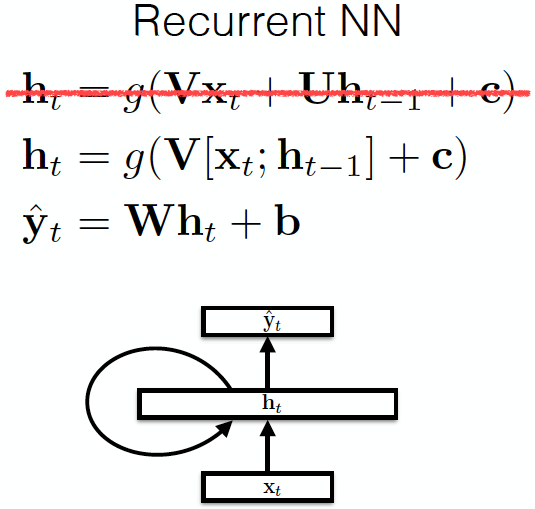 Recurrent NN
h_t = g(Vx_t + Uh_{t−1} + c)
h_t = g(V[x_t; h_{t−1}] + c)
ŷ_t = Wh_t + b
ŷ_t
h_t
x_t